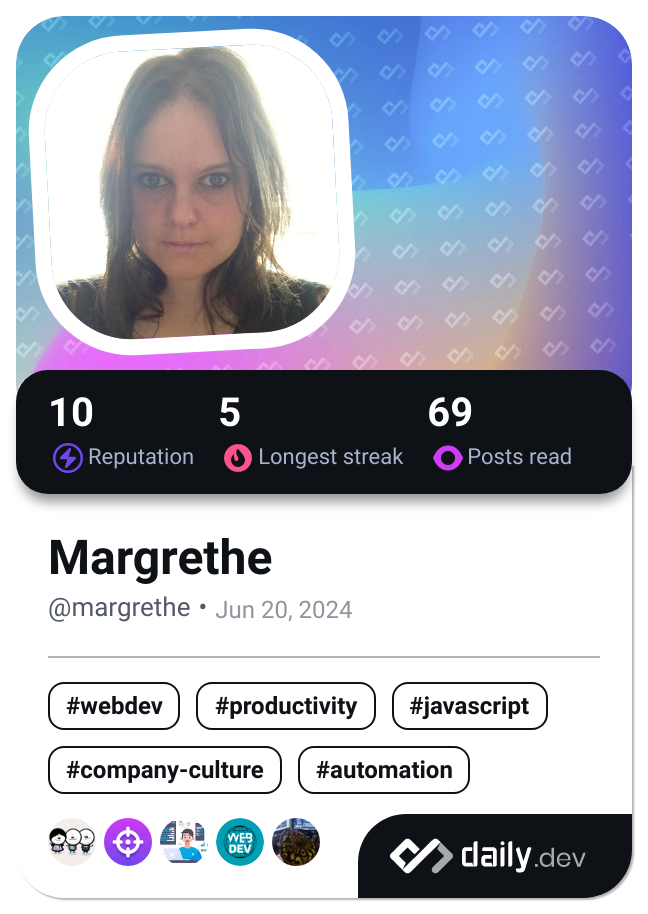 10 5 69
Reputation Longest streak Posts read
Margrethe
@margrethe • Jun 20, 2024
#webdev #productivity #javascript
#company-culture #automation
WEB
DEV
daily.dev